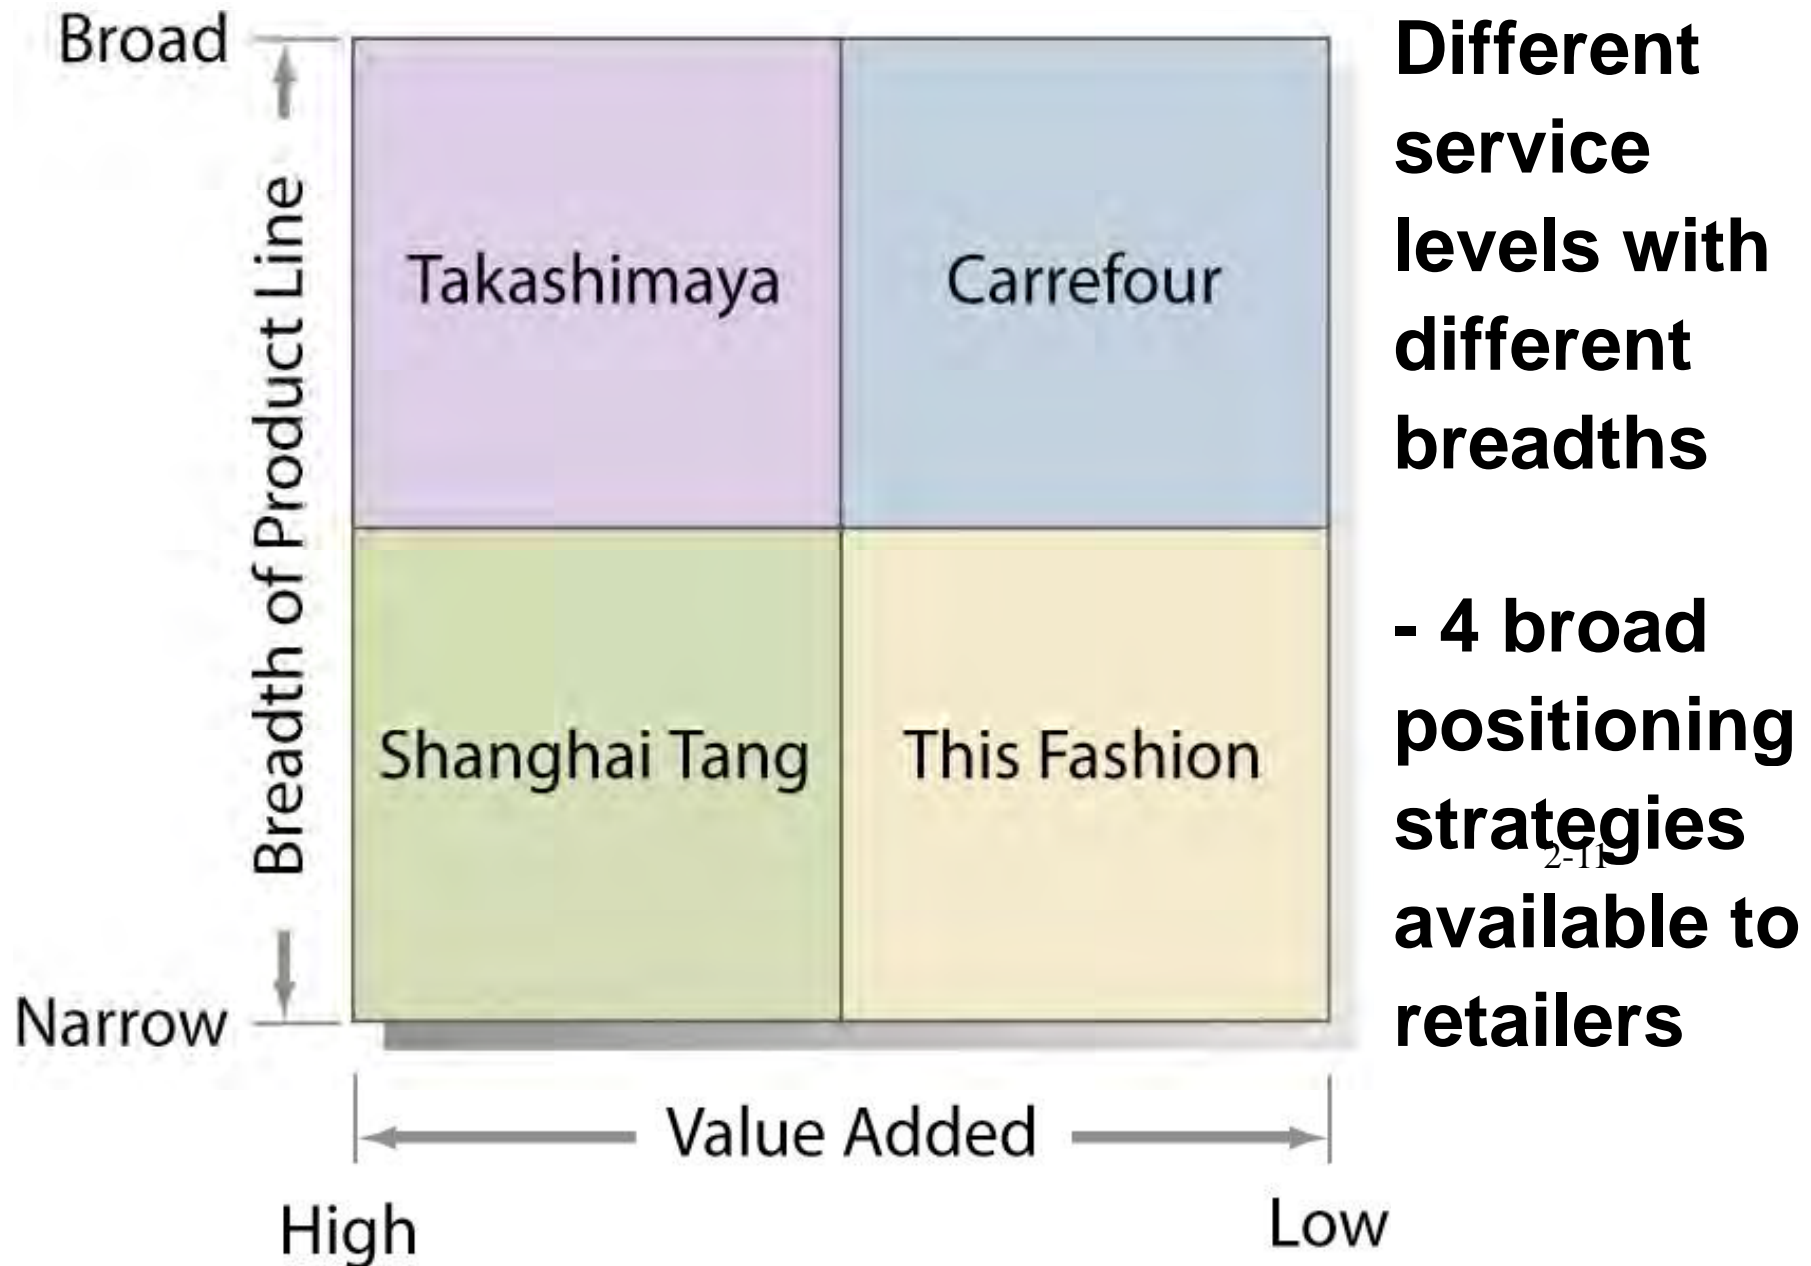 Broad
Breadth of Product Line
Narrow
Takashimaya
Carrefour
Shanghai Tang
This Fashion
Value Added
High
Low
Different
service
levels with
different
breadths
- 4 broad
positioning
strategies
2-11
available to
retailers